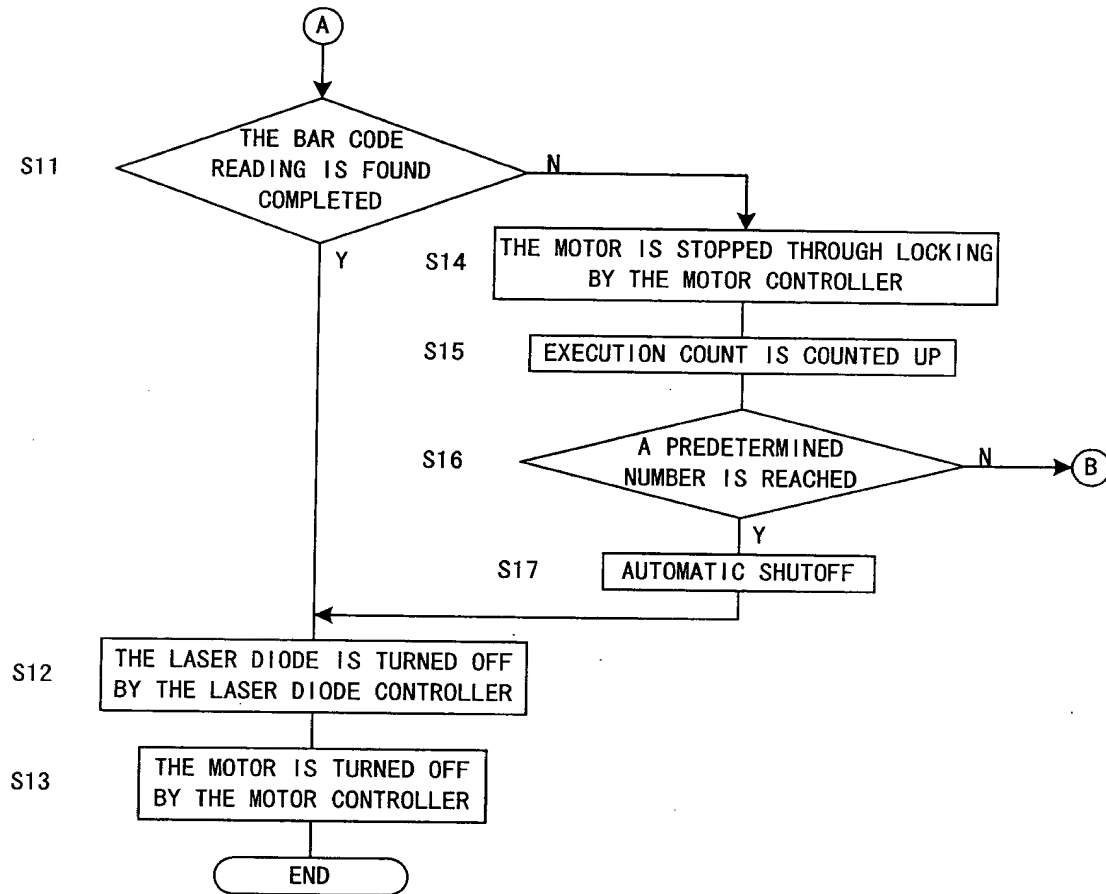 A
S11
THE BAR CODE
READING IS FOUND
COMPLETED
N
Y
S14
THE MOTOR IS STOPPED THROUGH LOCKING
BY THE MOTOR CONTROLLER
S15
EXECUTION COUNT IS COUNTED UP
S16
A PREDETERMINED
NUMBER IS REACHED
N
B
Y
S17
AUTOMATIC SHUTOFF
S12
THE LASER DIODE IS TURNED OFF
BY THE LASER DIODE CONTROLLER
S13
THE MOTOR IS TURNED OFF
BY THE MOTOR CONTROLLER
END